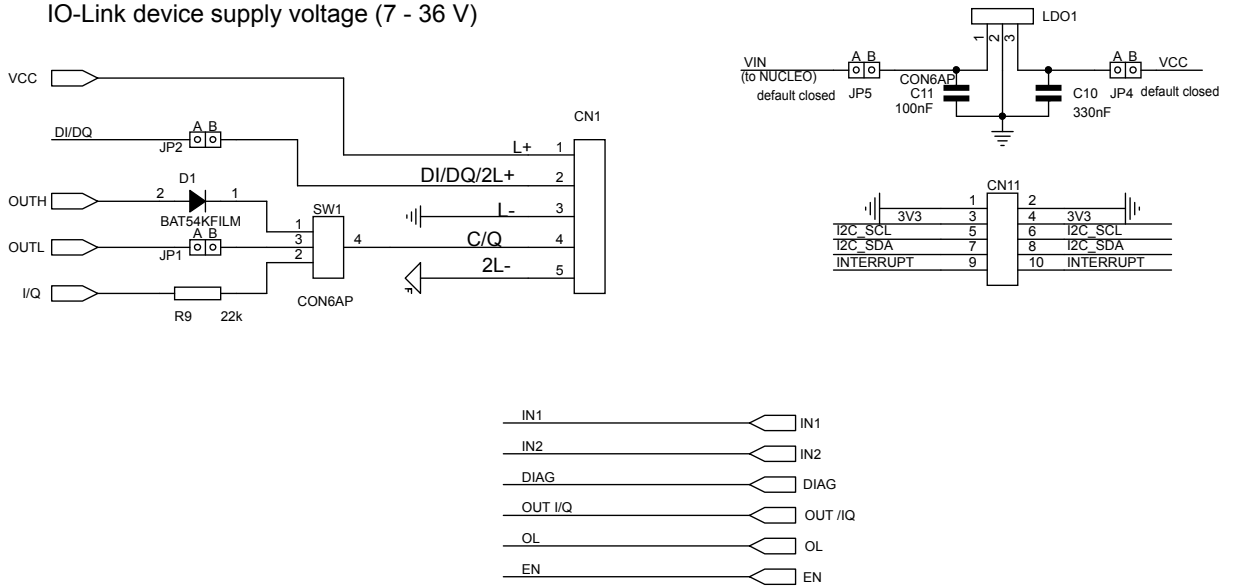 IO-Link device supply voltage (7 - 36 V)
VCC
DI/DQ
A B
JP2
D1
OUTH
2
1
BAT54KFILM
OUTL
A B
JP1
I/Q
R9
22k
SW1
1
3
2
4
CON6AP
CN1
L+
1
DI/DQ/2L+
2
L-
3
C/Q
4
2L-
5
LDO1
1
2
3
VIN
(to NUCLEO)
default closed
A B
JP5
CON6AP
C11
100nF
C10
330nF
A B
JP4
VCC
default closed
CN11
1
2
3V3
3
4
3V3
I2C_SCL
5
6
I2C_SCL
I2C_SDA
7
8
I2C_SDA
INTERRUPT
9
10
INTERRUPT
IN1
IN1
IN2
IN2
DIAG
DIAG
OUT I/Q
OUT /IQ
OL
OL
EN
EN